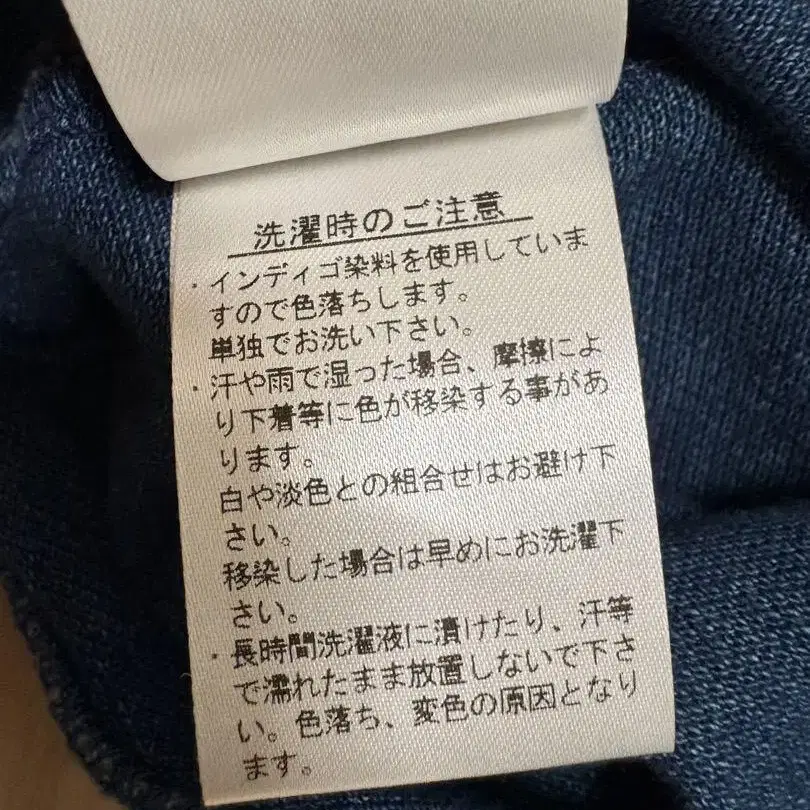 洗濯時のご注意
・インディゴ染料を使用していま
すので色落ちします。
単独でお洗い下さい。
・汗や雨で湿った場合、摩擦によ
り下着等に色が移染する事があ
ります。
白や淡色との組合せはお避け下
さい。
移染した場合は早めにお洗濯下
さい。
・長時間洗濯液に漬けたり、汗等
で濡れたまま放置しないで下さ
い。色落ち、変色の原因となり
ます。